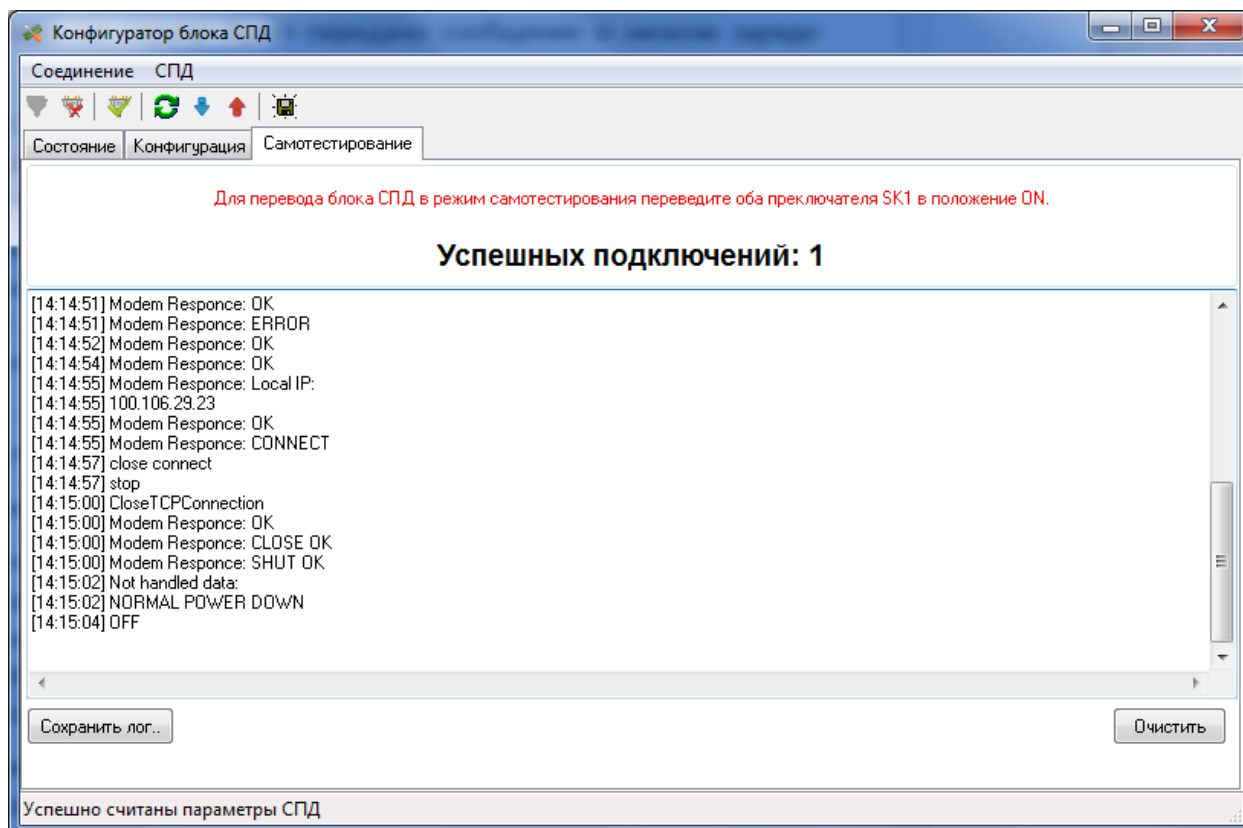 Конфигуратор блока СПД
Соединение СПД
Состояние Конфигурация Самотестирование
Для перевода блока СПД в режим самотестирования переведите оба преключателя SK1 в положение ON.
Успешных подключений: 1
[14:14:51] Modem Responce: OK
[14:14:51] Modem Responce: ERROR
[14:14:52] Modem Responce: OK
[14:14:54] Modem Responce: OK
[14:14:55] Modem Responce: Local IP:
[14:14:55] 100.106.29.23
[14:14:55] Modem Responce: OK
[14:14:55] Modem Responce: CONNECT
[14:14:57] close connect
[14:14:57] stop
[14:15:00] CloseTCPConnection
[14:15:00] Modem Responce: OK
[14:15:00] Modem Responce: CLOSE OK
[14:15:00] Modem Responce: SHUT OK
[14:15:02] Not handled data:
[14:15:02] NORMAL POWER DOWN
[14:15:04] OFF
Сохранить лог.. Очистить
Успешно считаны параметры СПД